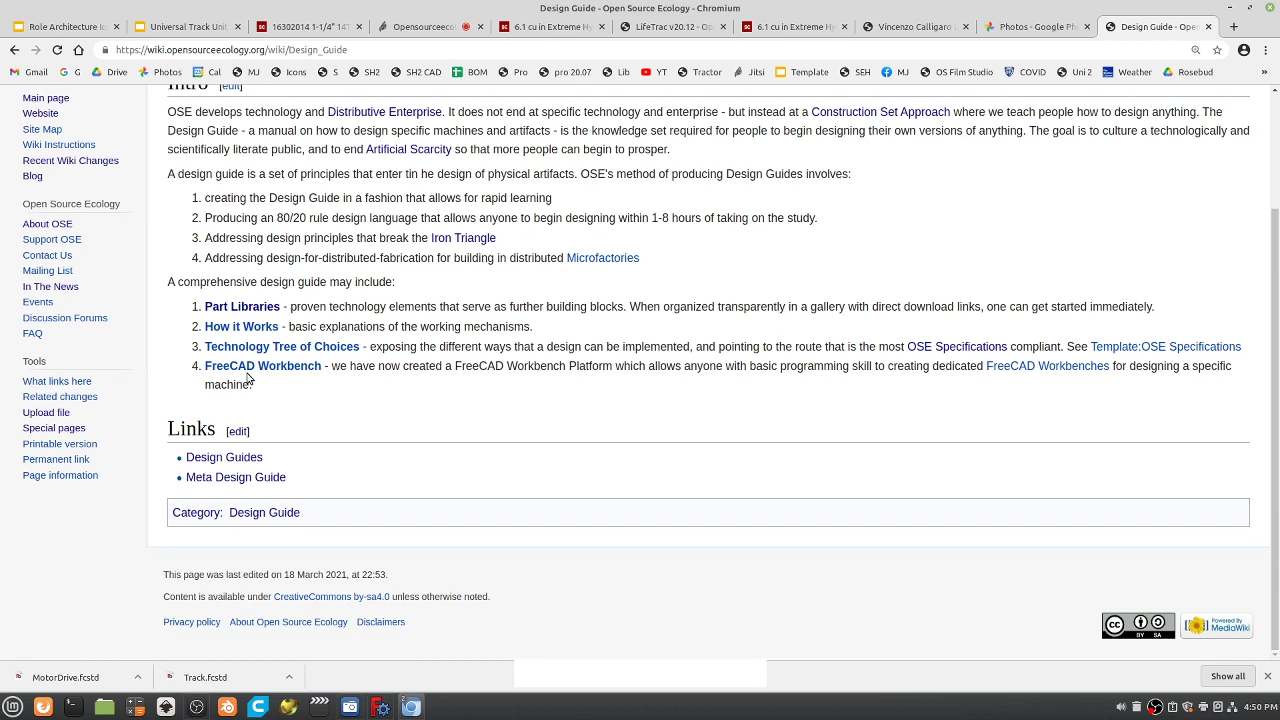 Design Guide - Open Source Ecology - Chromium
Role Architecture Ic
Universal Track Unit
16302014 1-1/4" 14T
Opensourceecol
6.1 cu in Extreme Hy
LifeTrac v20.12 - Op
6.1 cu in Extreme Hy
Vincenzo Calligaro L
Photos - Google Ph
Design Guide - Open
https://wiki.opensourceecology.org/wiki/Design_Guide
Gmail C Drive Photos Cal MJ Icons S SH2 SH2 CAD BOM Pro pro 20.07 Lib YT Tractor Jitsi Template SEH MJ OS Film Studio COVID Uni 2 Weather Rosebud »
Main page
Website
Site Map
Wiki Instructions
Recent Wiki Changes
Blog
Open Source Ecology
About OSE
Support OSE
Contact Us
Mailing List
In The News
Events
Discussion Forums
FAQ
Tools
What links here
Related changes
Upload file
Special pages
Printable version
Permanent link
Page information
Intro [edit]
OSE develops technology and Distributive Enterprise. It does not end at specific technology and enterprise - but instead at a Construction Set Approach where we teach people how to design anything. The
Design Guide - a manual on how to design specific machines and artifacts - is the knowledge set required for people to begin designing their own versions of anything. The goal is to culture a technologically and
scientifically literate public, and to end Artificial Scarcity so that more people can begin to prosper.
A design guide is a set of principles that enter tin he design of physical artifacts. OSE's method of producing Design Guides involves:
1. creating the Design Guide in a fashion that allows for rapid learning
2. Producing an 80/20 rule design language that allows anyone to begin designing within 1-8 hours of taking on the study.
3. Addressing design principles that break the Iron Triangle
4. Addressing design-for-distributed-fabrication for building in distributed Microfactories
A comprehensive design guide may include:
1. Part Libraries - proven technology elements that serve as further building blocks. When organized transparently in a gallery with direct download links, one can get started immediately.
2. How it Works - basic explanations of the working mechanisms.
3. Technology Tree of Choices - exposing the different ways that a design can be implemented, and pointing to the route that is the most OSE Specifications compliant. See Template:OSE Specifications
4. FreeCAD Workbench - we have now created a FreeCAD Workbench Platform which allows anyone with basic programming skill to creating dedicated FreeCAD Workbenches for designing a specific
machine.
Links [edit]
• Design Guides
• Meta Design Guide
Category: Design Guide
This page was last edited on 18 March 2021, at 22:53.
Content is available under CreativeCommons by-sa4.0 unless otherwise noted.
Privacy policy About Open Source Ecology Disclaimers
CC BY SA
Powered By MediaWiki
MotorDrive.fcstd
Track.fcstd
Show all
4:50 PM